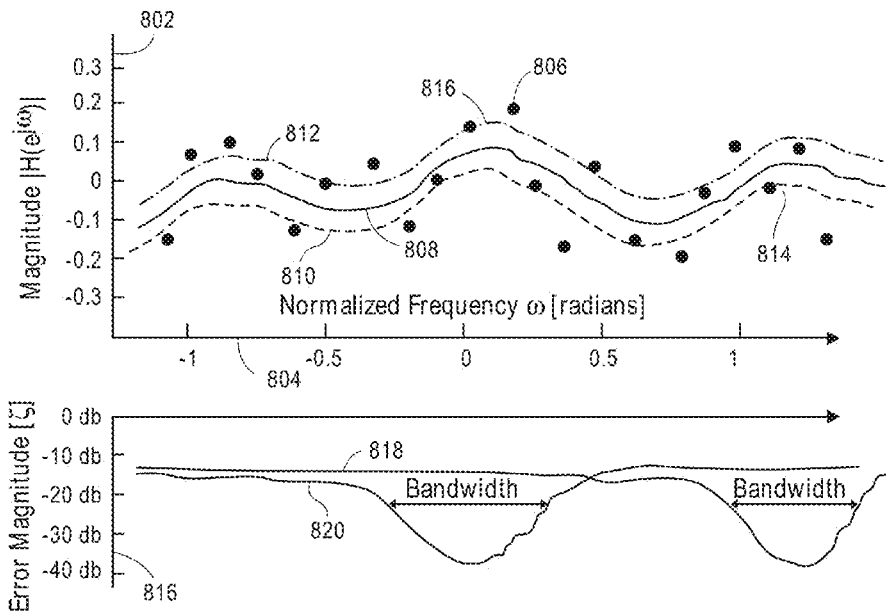 802
Magnitude |H(e^jω)|
0.3
0.2
0.1
0
-0.1
-0.2
-0.3
812
816
806
810
808
814
Normalized Frequency ω [radians]
-1
-0.5
0
0.5
1
804
Error Magnitude [ζ]
0 db
-10 db
-20 db
-30 db
-40 db
818
820
Bandwidth
Bandwidth
816